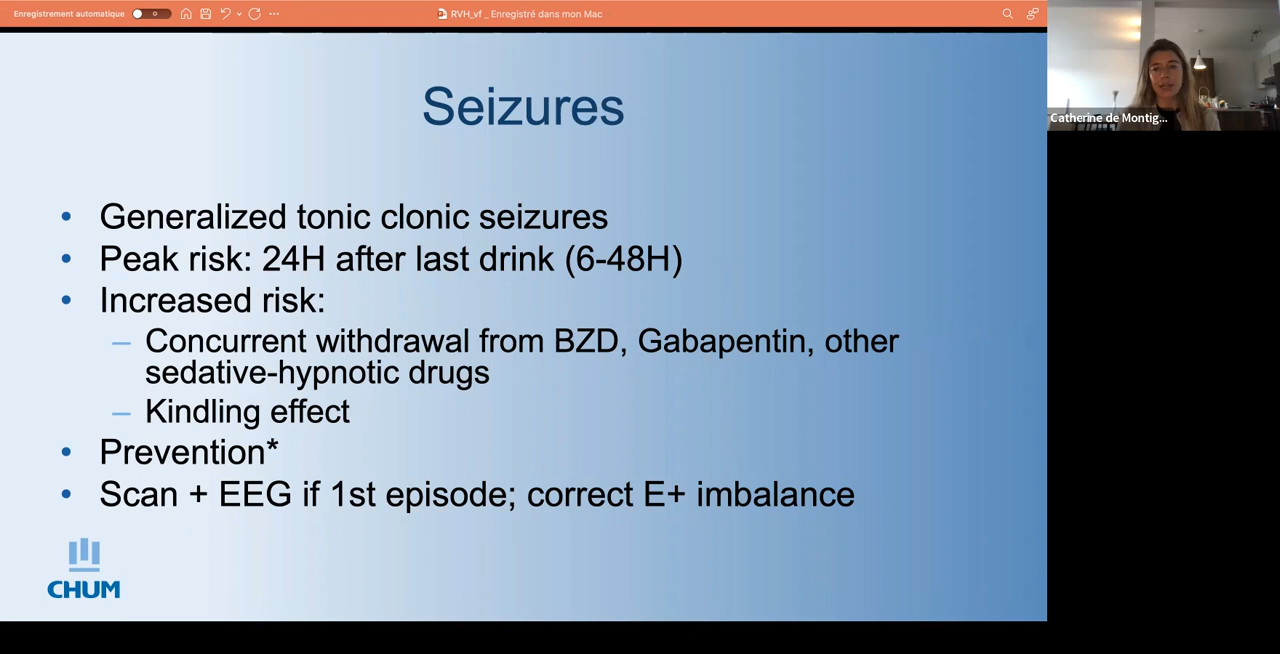 Enregistrement automatique
RVH_vf _ Enregistré dans mon Mac
Catherine de Montig...
Seizures
• Generalized tonic clonic seizures
• Peak risk: 24H after last drink (6-48H)
• Increased risk:
– Concurrent withdrawal from BZD, Gabapentin, other
sedative-hypnotic drugs
– Kindling effect
• Prevention*
• Scan + EEG if 1st episode; correct E+ imbalance
CHUM